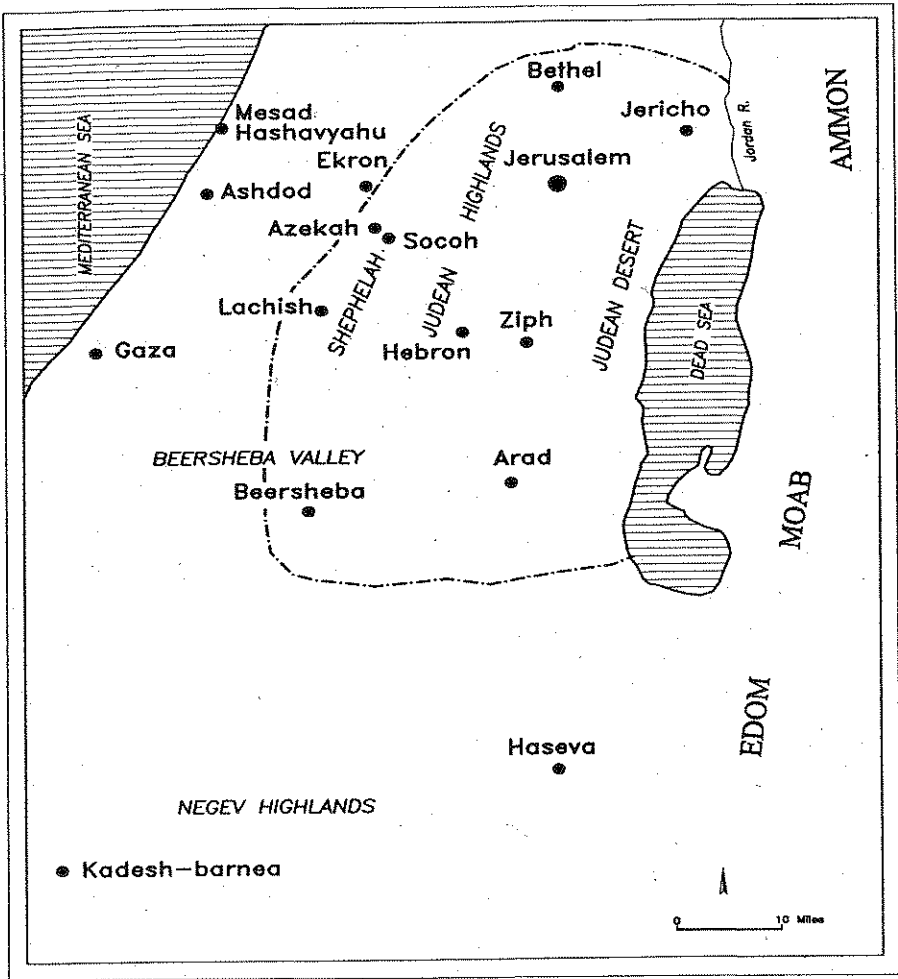 Bethel
Mesad
Hashavyahu
Jericho
Jordan R.
AMMON
MEDITERRANEAN SEA
Ekron
Jerusalem
Ashdod
JUDEAN HIGHLANDS
Azekah
Socoh
SHEPHELAH
JUDEAN DESERT
Lachish
Ziph
Hebron
DEAD SEA
Gaza
BEERSHEBA VALLEY
Arad
Beersheba
MOAB
EDOM
Haseva
NEGEV HIGHLANDS
Kadesh-barnea
0 10 Miles